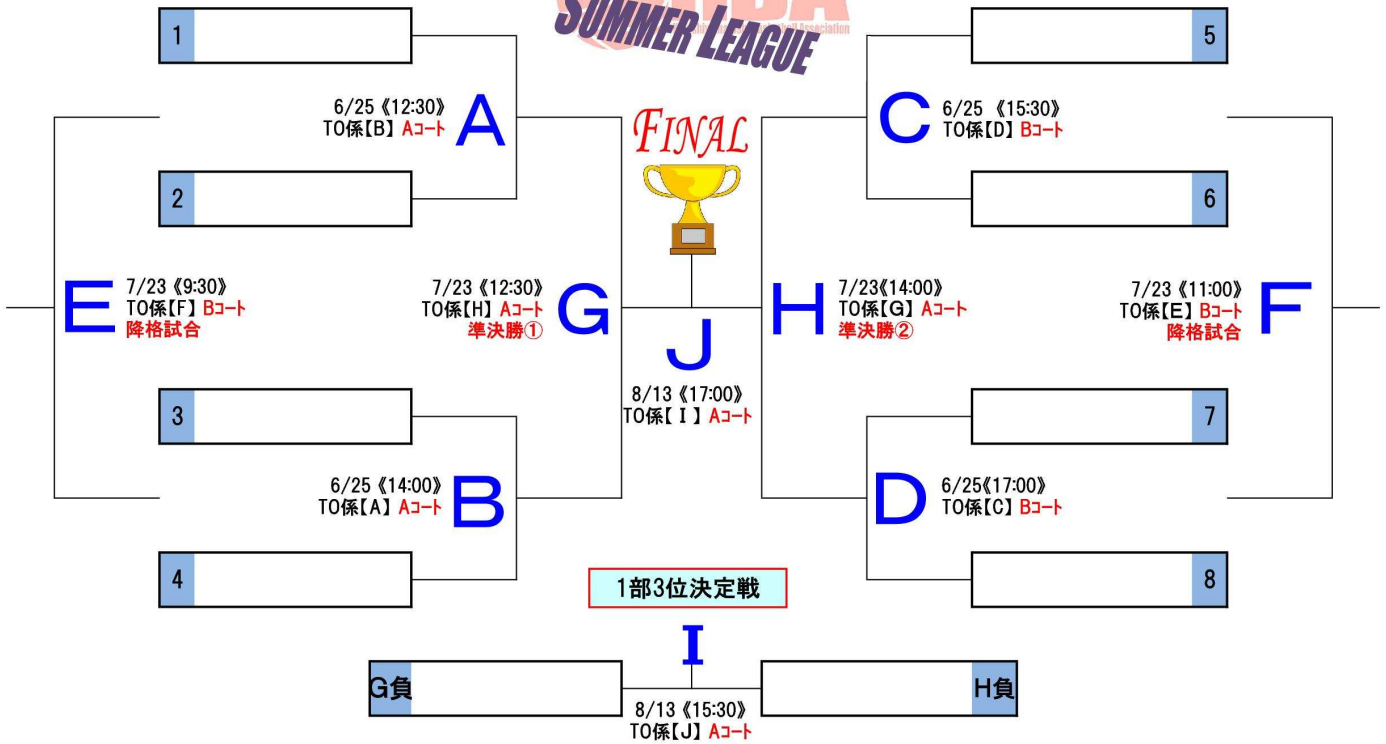 SUMMER LEAGUE
1
5
6/25 《12:30》
TO係【B】 Aコート
A
FINAL
C
6/25 《15:30》
TO係【D】 Bコート
2
6
E
7/23 《9:30》
TO係【F】 Bコート
降格試合
7/23 《12:30》
TO係【H】 Aコート
準決勝①
G
H
7/23《14:00》
TO係【G】 Aコート
準決勝②
7/23 《11:00》
TO係【E】 Bコート
降格試合
F
J
8/13 《17:00》
TO係【I】 Aコート
3
7
6/25 《14:00》
TO係【A】 Aコート
B
D
6/25《17:00》
TO係【C】 Bコート
4
8
1部3位決定戦
I
G負
H負
8/13 《15:30》
TO係【J】 Aコート